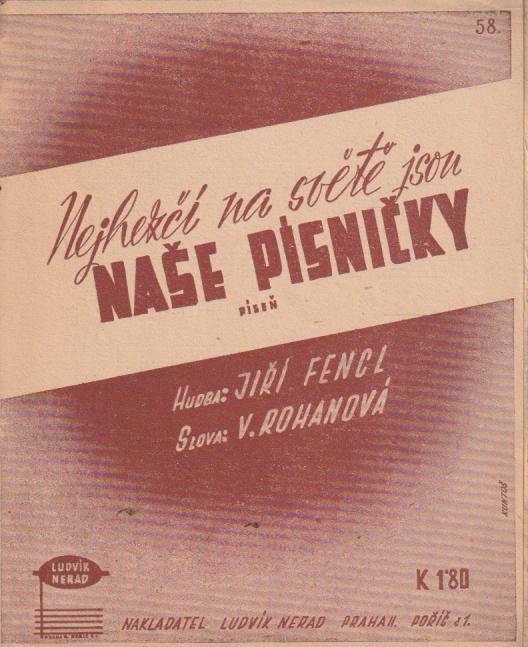 58.
Nejhezčí na světě jsou
NAŠE PÍSNIČKY
PÍSEŇ
HUDBA: JIŘÍ FENCL
SLOVA: V. ROHANOVÁ
KUNTOŠ
K 1·80
LUDVÍK
NERAD
NAKLADATEL LUDVÍK NERAD PRAHA II. POŘÍČ č 1.